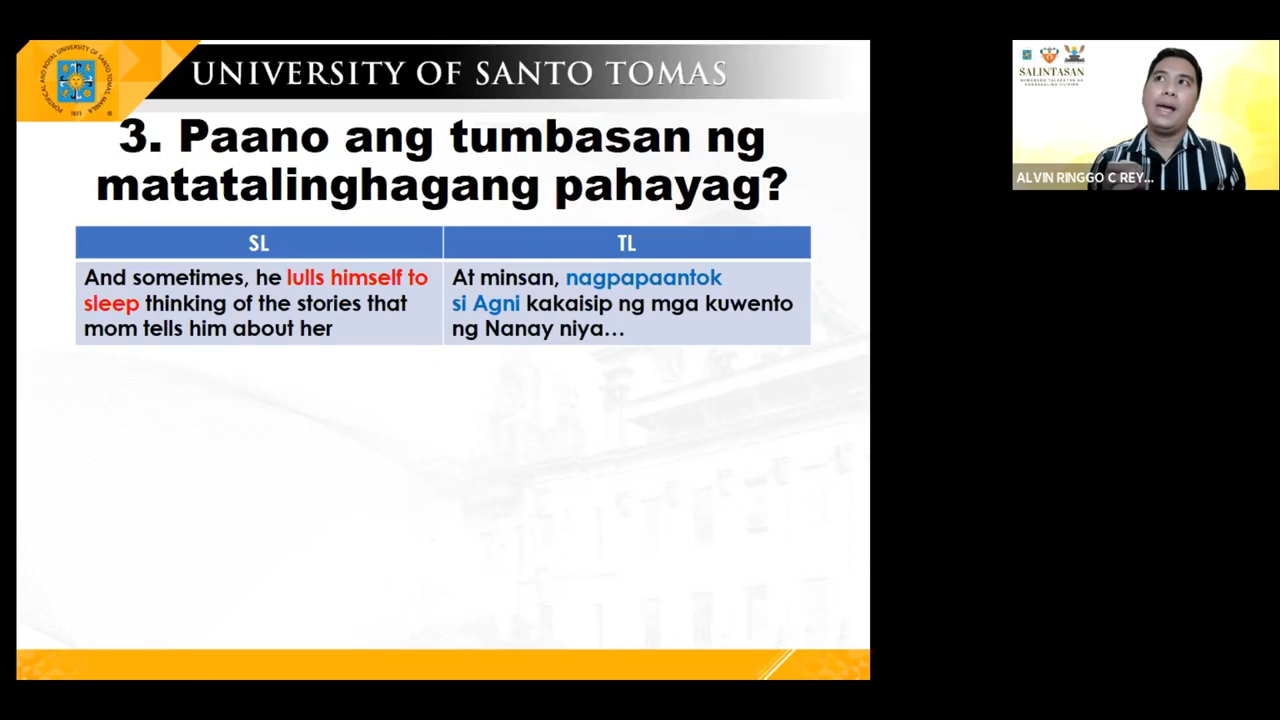 UNIVERSITY OF SANTO TOMAS
3. Paano ang tumbasan ng
matatalinghagang pahayag?
SL
TL
And sometimes, he lulls himself to
sleep thinking of the stories that
mom tells him about her
At minsan, nagpapaantok
si Agni kakaisip ng mga kuwento
ng Nanay niya…
SALINTASAN
ALVIN RINGGO C REY...